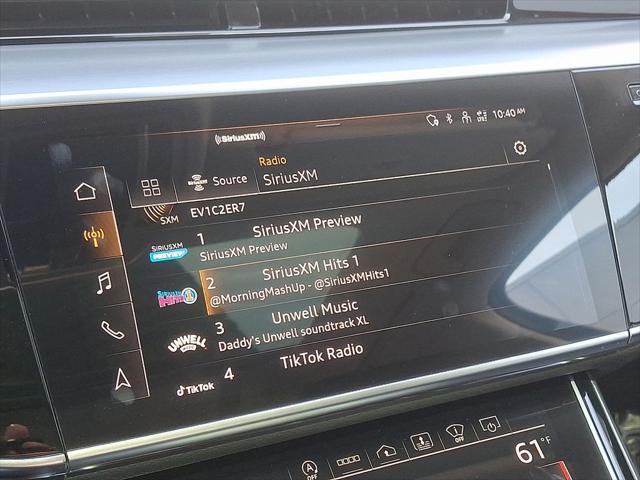 ((SiriusXM))
10:40 AM
Radio
Source
SiriusXM
SXM EV1C2ER7
SIRIUSXM PREVIEW
1 SiriusXM Preview
SiriusXM Preview
2 SiriusXM Hits 1
@MorningMashUp - @SiriusXMHits1
UNWELL
3 Unwell Music
Daddy's Unwell soundtrack XL
TikTok
4 TikTok Radio
A OFF
OFF
61°F